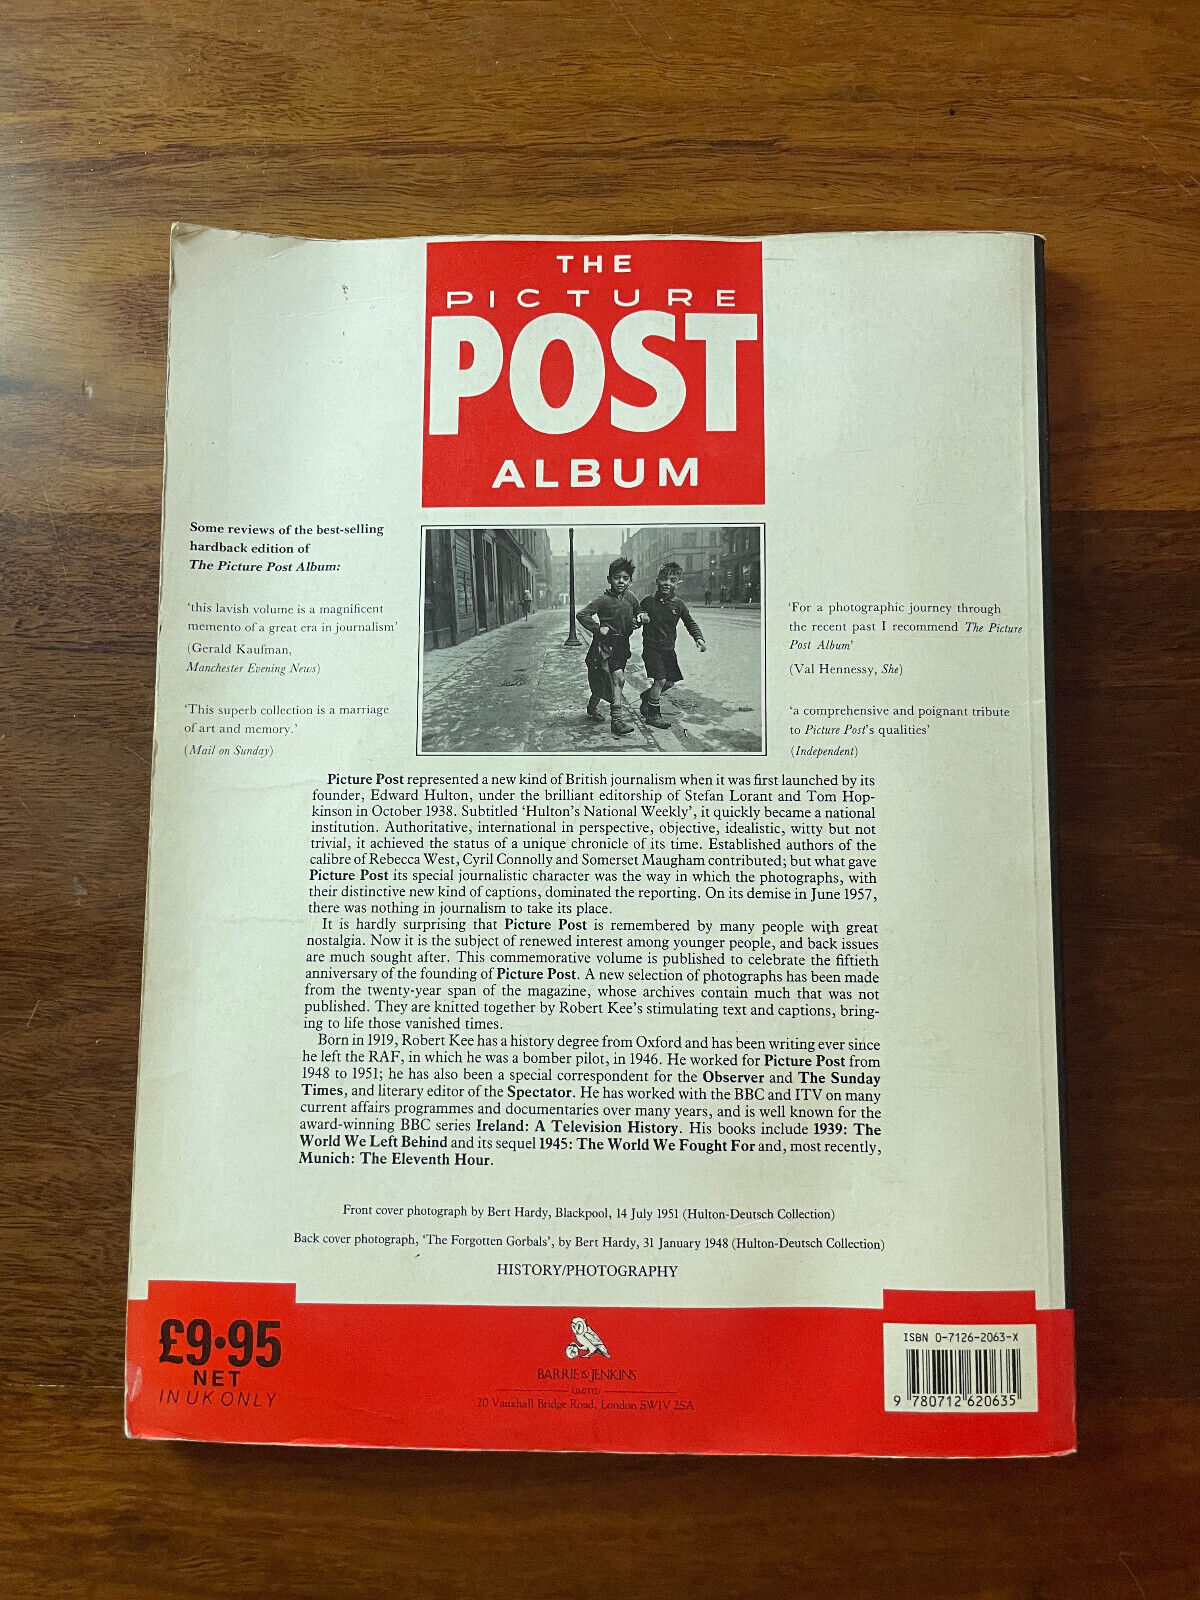 THE
PICTURE
POST
ALBUM
Some reviews of the best-selling
hardback edition of
The Picture Post Album:
‘this lavish volume is a magnificent
memento of a great era in journalism’
(Gerald Kaufman,
Manchester Evening News)
‘This superb collection is a marriage
of art and memory.’
(Mail on Sunday)
‘For a photographic journey through
the recent past I recommend The Picture
Post Album’
(Val Hennessy, She)
‘a comprehensive and poignant tribute
to Picture Post's qualities’
(Independent)
Picture Post represented a new kind of British journalism when it was first launched by its
founder, Edward Hulton, under the brilliant editorship of Stefan Lorant and Tom Hop-
kinson in October 1938. Subtitled ‘Hulton's National Weekly’, it quickly became a national
institution. Authoritative, international in perspective, objective, idealistic, witty but not
trivial, it achieved the status of a unique chronicle of its time. Established authors of the
calibre of Rebecca West, Cyril Connolly and Somerset Maugham contributed; but what gave
Picture Post its special journalistic character was the way in which the photographs, with
their distinctive new kind of captions, dominated the reporting. On its demise in June 1957,
there was nothing in journalism to take its place.
It is hardly surprising that Picture Post is remembered by many people with great
nostalgia. Now it is the subject of renewed interest among younger people, and back issues
are much sought after. This commemorative volume is published to celebrate the fiftieth
anniversary of the founding of Picture Post. A new selection of photographs has been made
from the twenty-year span of the magazine, whose archives contain much that was not
published. They are knitted together by Robert Kee's stimulating text and captions, bring-
ing to life those vanished times.
Born in 1919, Robert Kee has a history degree from Oxford and has been writing ever since
he left the RAF, in which he was a bomber pilot, in 1946. He worked for Picture Post from
1948 to 1951; he has also been a special correspondent for the Observer and The Sunday
Times, and literary editor of the Spectator. He has worked with the BBC and ITV on many
current affairs programmes and documentaries over many years, and is well known for the
award-winning BBC series Ireland: A Television History. His books include 1939: The
World We Left Behind and its sequel 1945: The World We Fought For and, most recently,
Munich: The Eleventh Hour.
Front cover photograph by Bert Hardy, Blackpool, 14 July 1951 (Hulton-Deutsch Collection)
Back cover photograph, ‘The Forgotten Gorbals’, by Bert Hardy, 31 January 1948 (Hulton-Deutsch Collection)
HISTORY/PHOTOGRAPHY
£9·95
NET
IN UK ONLY
BARRIE & JENKINS
LIMITED
20 Vauxhall Bridge Road, London SW1V 2SA
ISBN 0-7126-2063-X
9 780712 620635